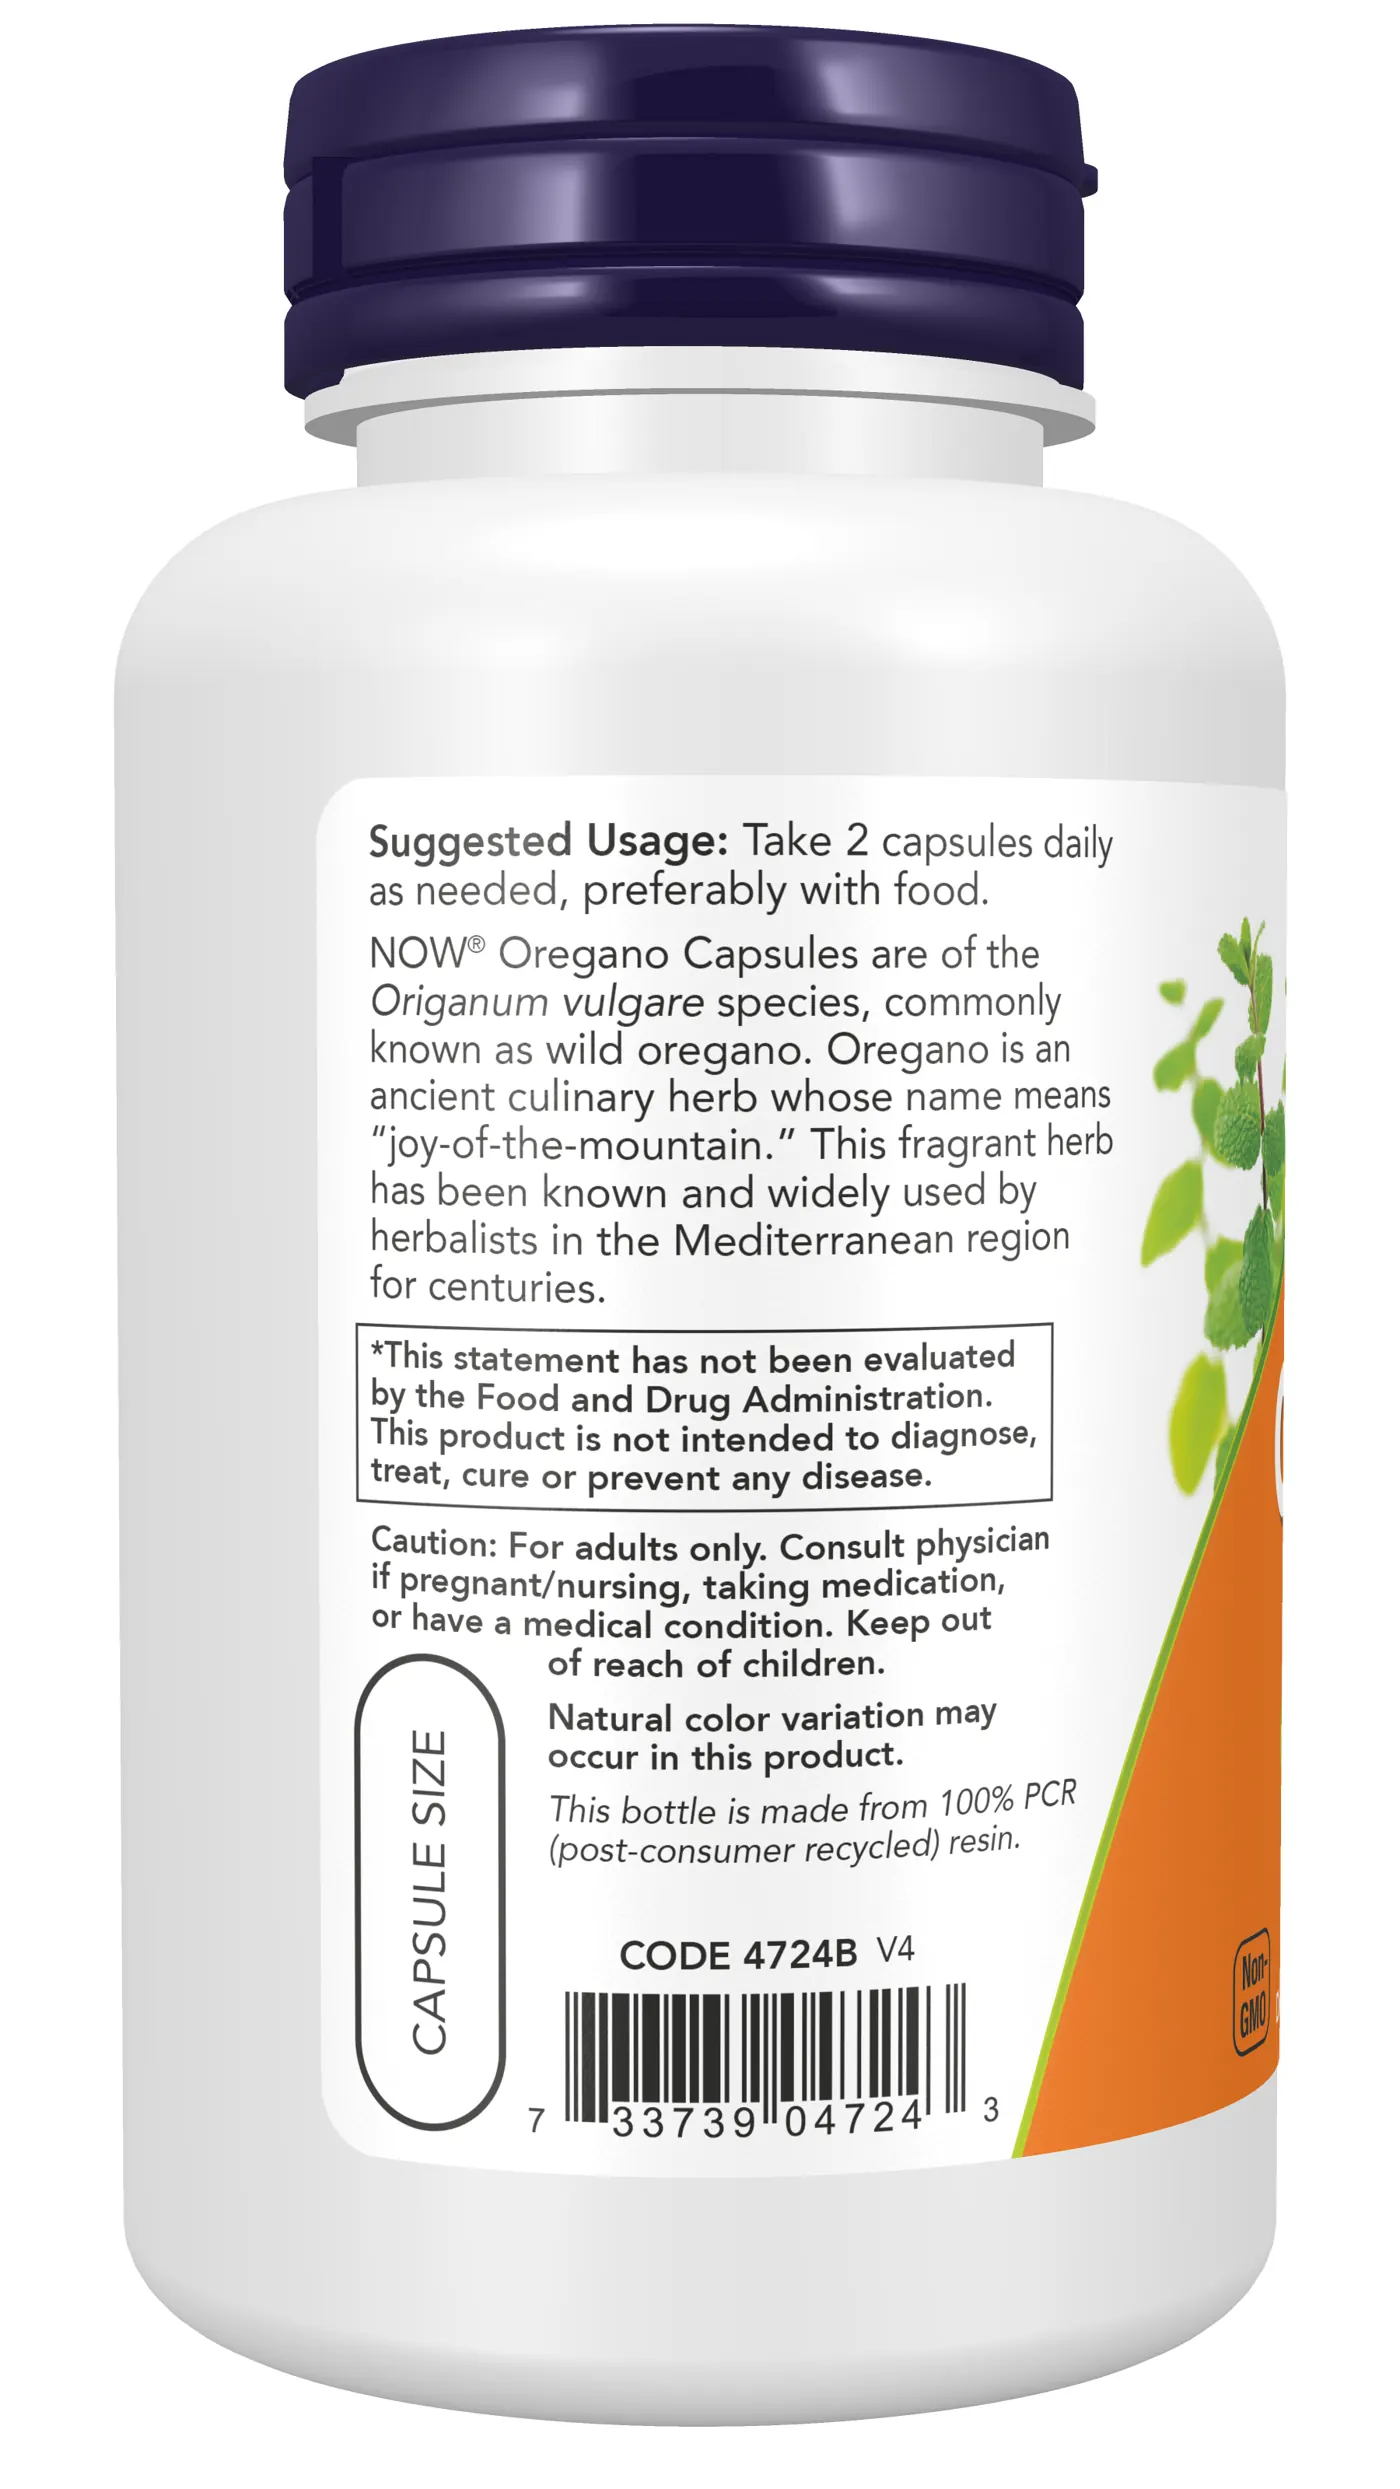 Suggested Usage: Take 2 capsules daily
as needed, preferably with food.
NOW® Oregano Capsules are of the
Origanum vulgare species, commonly
known as wild oregano. Oregano is an
ancient culinary herb whose name means
“joy-of-the-mountain.” This fragrant herb
has been known and widely used by
herbalists in the Mediterranean region
for centuries.
*This statement has not been evaluated
by the Food and Drug Administration.
This product is not intended to diagnose,
treat, cure or prevent any disease.
Caution: For adults only. Consult physician
if pregnant/nursing, taking medication,
or have a medical condition. Keep out
of reach of children.
Natural color variation may
occur in this product.
This bottle is made from 100% PCR
(post-consumer recycled) resin.
CAPSULE SIZE
CODE 4724B V4
7 33739 04724 3
Non-
GMO